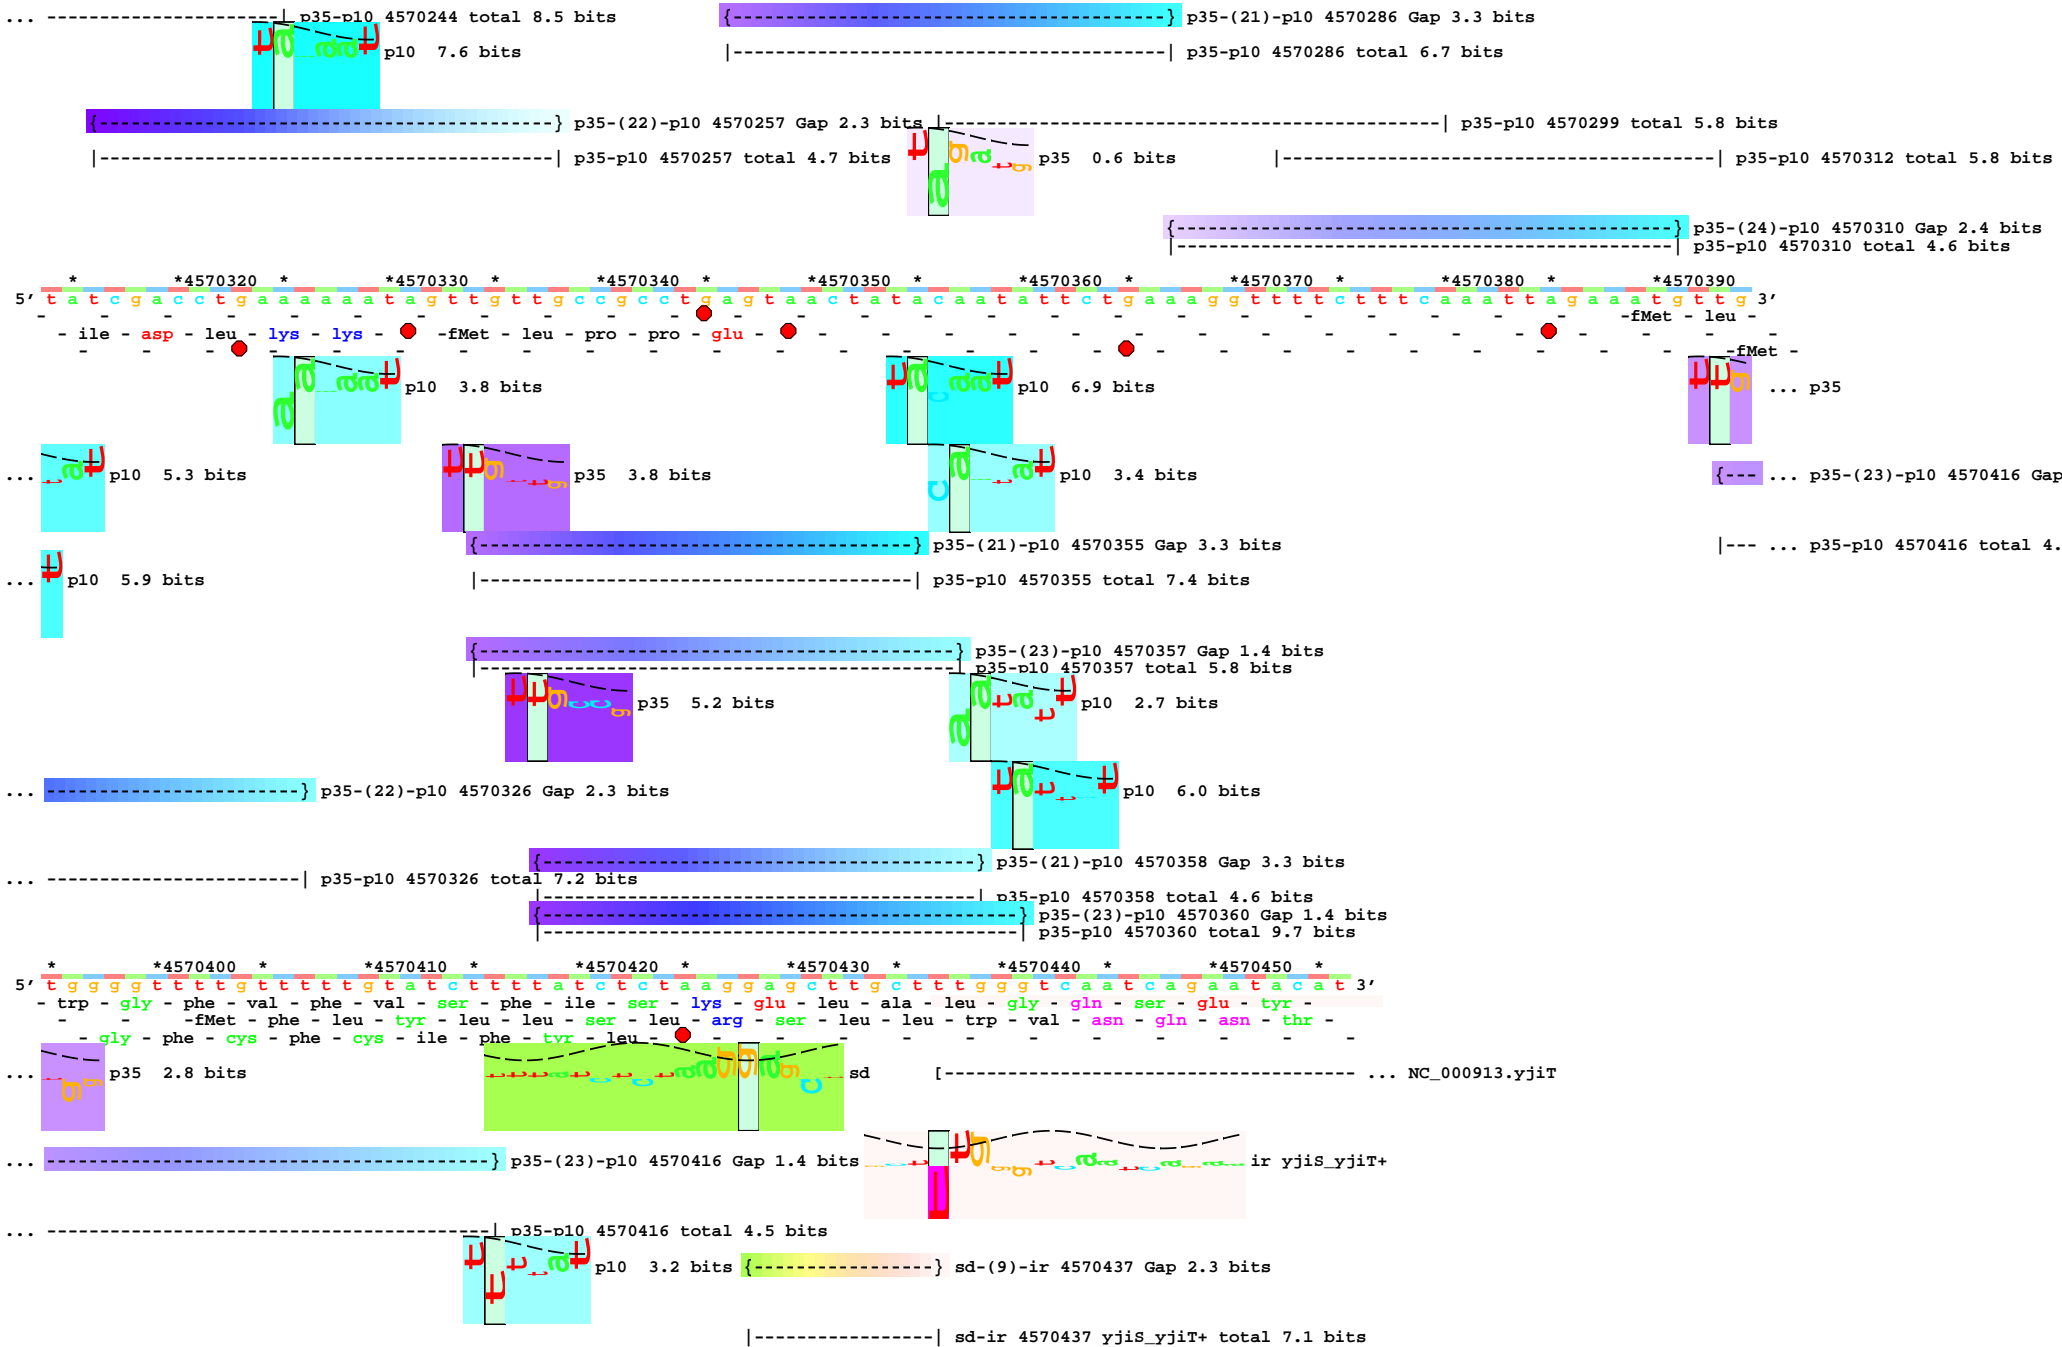 ... ----------------------| p35-p10 4570244 total 8.5 bits
{-----------------------------------------} p35-(21)-p10 4570286 Gap 3.3 bits
p10 7.6 bits
|-----------------------------------------| p35-p10 4570286 total 6.7 bits
{-------------------------------------------} p35-(22)-p10 4570257 Gap 2.3 bits
|-----------------------------------------------| p35-p10 4570299 total 5.8 bits
|-------------------------------------------| p35-p10 4570257 total 4.7 bits
p35 0.6 bits
|-----------------------------------------| p35-p10 4570312 total 5.8 bits
{-----------------------------------------------} p35-(24)-p10 4570310 Gap 2.4 bits
|-----------------------------------------------| p35-p10 4570310 total 4.6 bits
* *4570320 * *4570330 * *4570340 * *4570350 * *4570360 * *4570370 * *4570380 * *4570390
5' t a t c g a c c t g a a a a a a t a g t t g t t g c c g c c t g a g t a a c t a t a c a a t a t t c t g a a a g g t t t t c t t t c a a a t t a g a a a t g t t g 3'
-fMet - leu -
- ile - asp - leu - lys - lys - -fMet - leu - pro - pro - glu -
-fMet -
p10 3.8 bits
p10 6.9 bits
... p35
... p10 5.3 bits
p35 3.8 bits
p10 3.4 bits
{--- ... p35-(23)-p10 4570416 Gap
{-----------------------------------------} p35-(21)-p10 4570355 Gap 3.3 bits
|--- ... p35-p10 4570416 total 4.
... p10 5.9 bits
|-----------------------------------------| p35-p10 4570355 total 7.4 bits
{---------------------------------------------} p35-(23)-p10 4570357 Gap 1.4 bits
|---------------------------------------------| p35-p10 4570357 total 5.8 bits
p35 5.2 bits
p10 2.7 bits
... ------------------------} p35-(22)-p10 4570326 Gap 2.3 bits
p10 6.0 bits
{-----------------------------------------} p35-(21)-p10 4570358 Gap 3.3 bits
... ------------------------| p35-p10 4570326 total 7.2 bits
|-----------------------------------------| p35-p10 4570358 total 4.6 bits
{---------------------------------------------} p35-(23)-p10 4570360 Gap 1.4 bits
|---------------------------------------------| p35-p10 4570360 total 9.7 bits
* *4570400 * *4570410 * *4570420 * *4570430 * *4570440 * *4570450 *
5' t g g g g t t t t g t t t t t g t a t c t t t t a t c t c t a a g g a g c t t g c t t t g g g t c a a t c a g a a t a c a t 3'
- trp - gly - phe - val - phe - val - ser - phe - ile - ser - lys - glu - leu - ala - leu - gly - gln - ser - glu - tyr -
- - -fMet - phe - leu - tyr - leu - leu - ser - leu - arg - ser - leu - leu - trp - val - asn - gln - asn - thr -
- gly - phe - cys - phe - cys - ile - phe - tyr - leu -
... p35 2.8 bits
sd
[--------------------------------------- ... NC_000913.yjiT
... ------------------------------------------} p35-(23)-p10 4570416 Gap 1.4 bits
ir yjiS_yjiT+
... ------------------------------------------| p35-p10 4570416 total 4.5 bits
p10 3.2 bits
{-----------------} sd-(9)-ir 4570437 Gap 2.3 bits
|-----------------| sd-ir 4570437 yjiS_yjiT+ total 7.1 bits